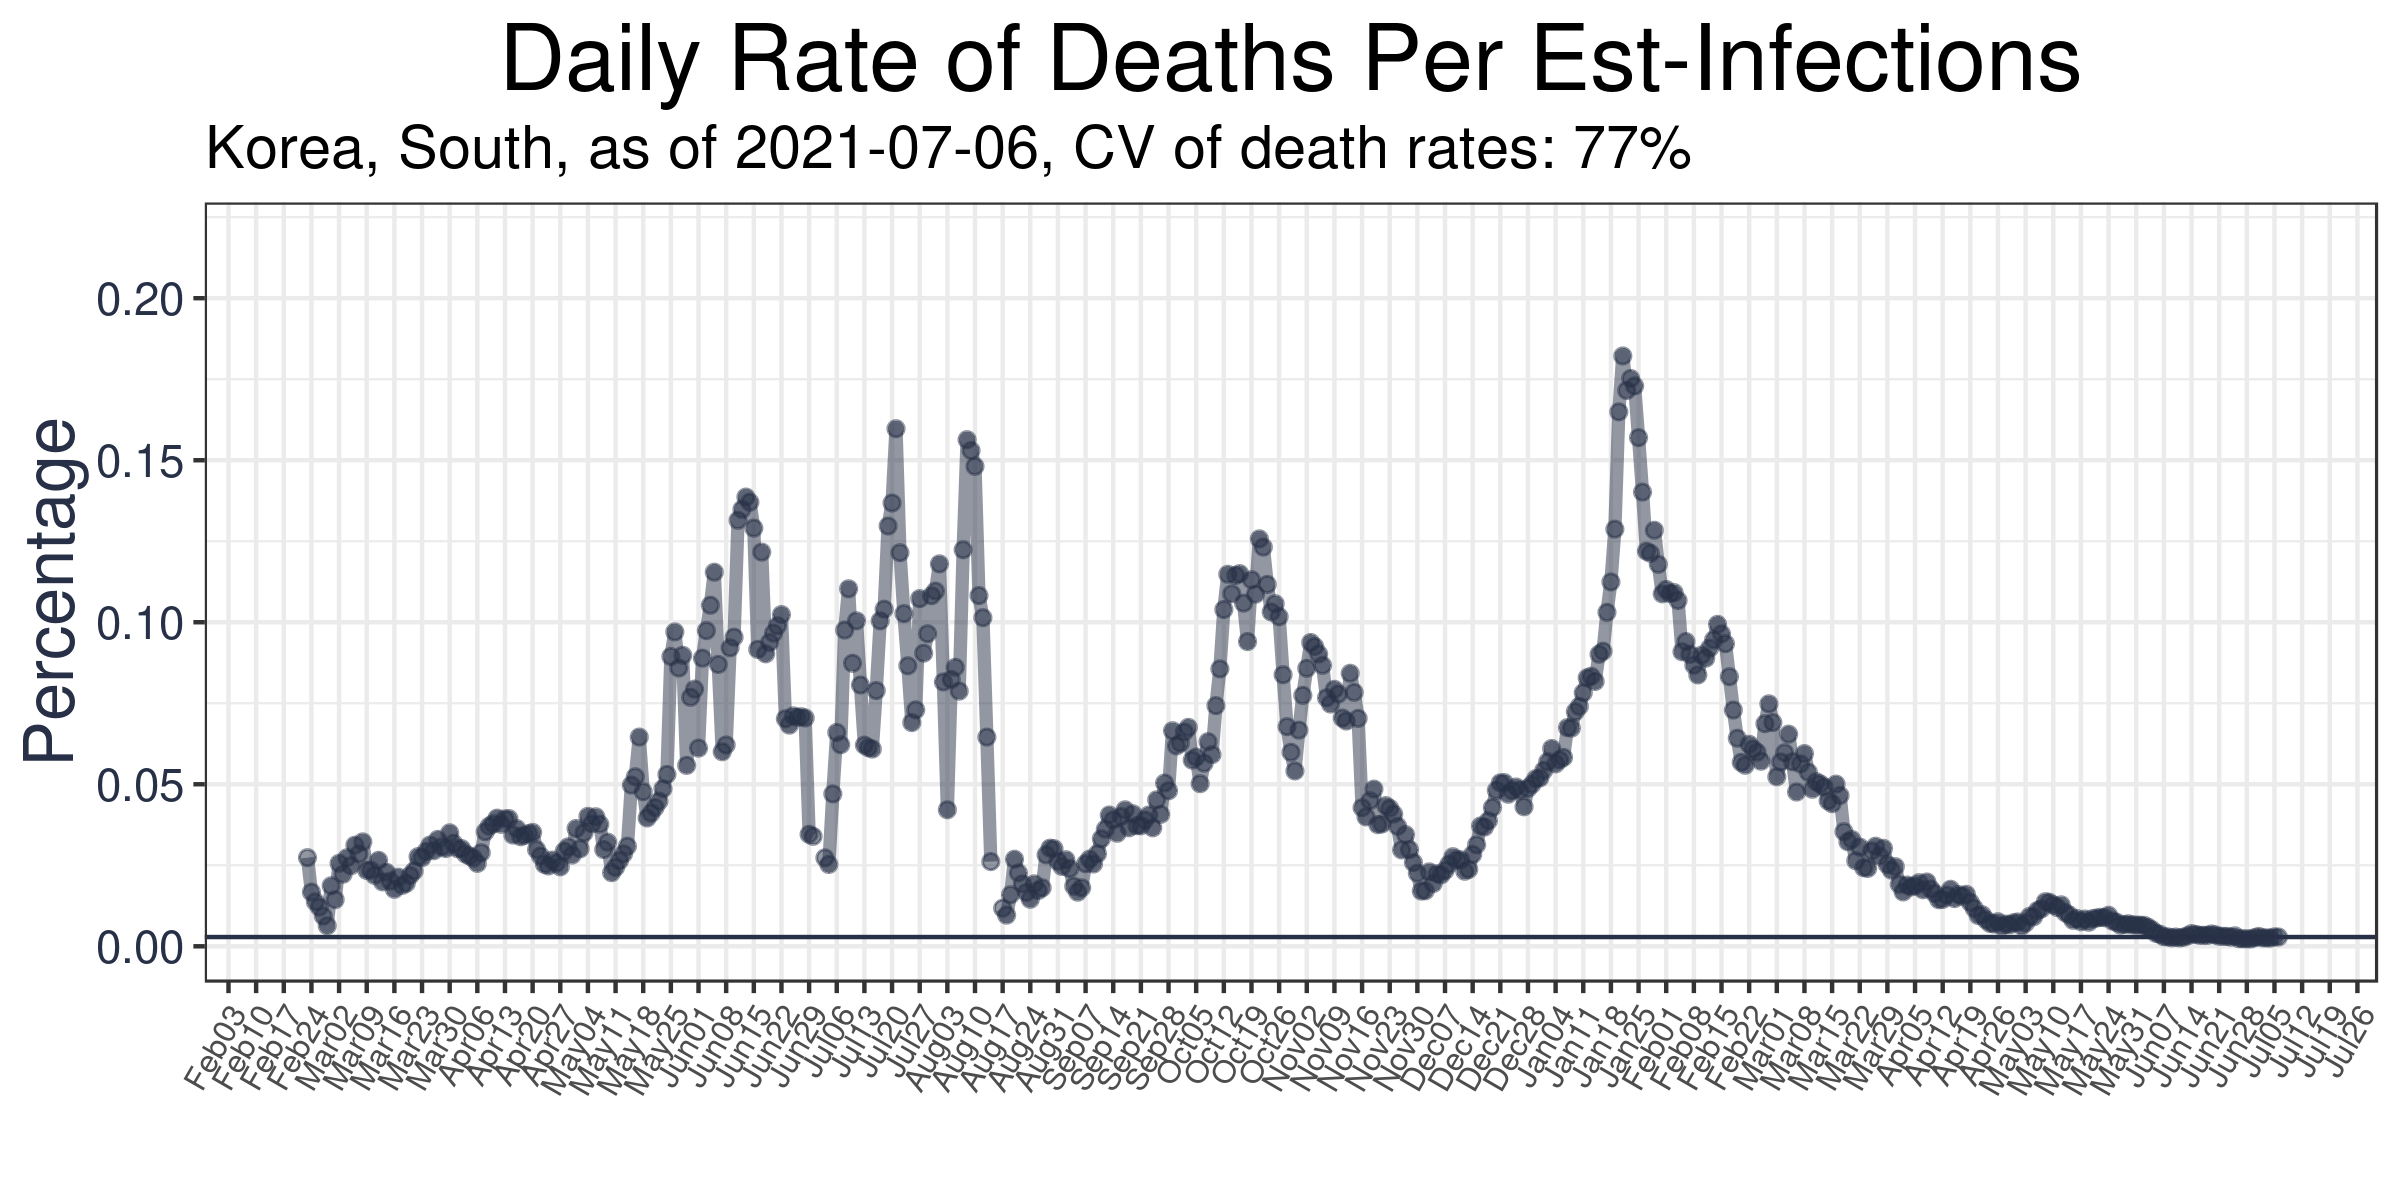 Daily Rate of Deaths Per Est-Infections
Korea, South, as of 2021-07-06, CV of death rates: 77%
Percentage
0.20
0.15
0.10
0.05
0.00
Feb03
Feb10
Feb17
Feb24
Mar02
Mar09
Mar16
Mar23
Mar30
Apr06
Apr13
Apr20
Apr27
May04
May11
May18
May25
Jun01
Jun08
Jun15
Jun22
Jun29
Jul06
Jul13
Jul20
Jul27
Aug03
Aug10
Aug17
Aug24
Aug31
Sep07
Sep14
Sep21
Sep28
Oct05
Oct12
Oct19
Oct26
Nov02
Nov09
Nov16
Nov23
Nov30
Dec07
Dec14
Dec21
Dec28
Jan04
Jan11
Jan18
Jan25
Feb01
Feb08
Feb15
Feb22
Mar01
Mar08
Mar15
Mar22
Mar29
Apr05
Apr12
Apr19
Apr26
May03
May10
May17
May24
May31
Jun07
Jun14
Jun21
Jun28
Jul05
Jul12
Jul19
Jul26